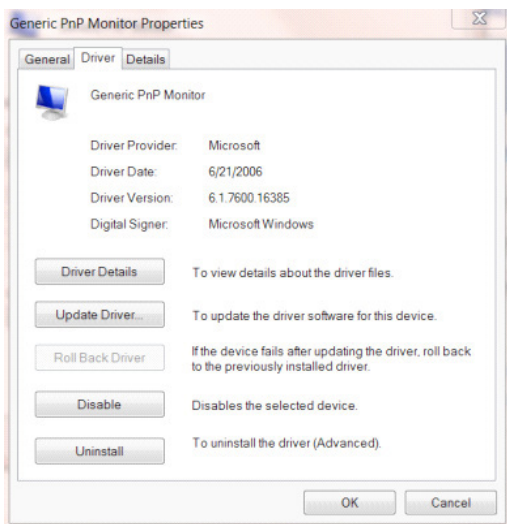 Generic PnP Monitor Properties
General Driver Details
Generic PnP Monitor
Driver Provider: Microsoft
Driver Date: 6/21/2006
Driver Version: 6.1.7600.16385
Digital Signer: Microsoft Windows
Driver Details To view details about the driver files.
Update Driver... To update the driver software for this device.
Roll Back Driver If the device fails after updating the driver, roll back
to the previously installed driver.
Disable Disables the selected device.
Uninstall To uninstall the driver (Advanced).
OK Cancel